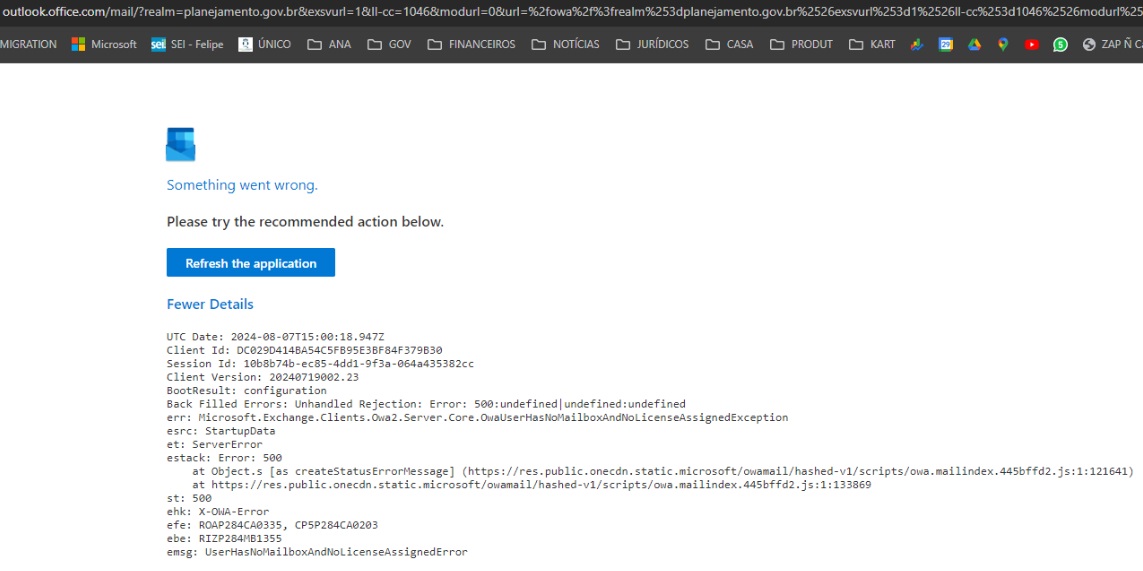 outlook.office.com/mail/?realm=planejamento.gov.br&exsvurl=1&ll-cc=1046&modurl=0&url=%2fowa%2f%3frealm%253dplanejamento.gov.br%2526exsvurl%253d1%2526ll-cc%253d1046%2526modurl%25
MIGRATION Microsoft sei SEI - Felipe ÚNICO ANA GOV FINANCEIROS NOTÍCIAS JURÍDICOS CASA PRODUT KART 29 5 ZAP Ñ C
Something went wrong.
Please try the recommended action below.
Refresh the application
Fewer Details
UTC Date: 2024-08-07T15:00:18.947Z
Client Id: DC029D414BA54C5FB95E3BF84F379B30
Session Id: 10b8b74b-ec85-4dd1-9f3a-064a435382cc
Client Version: 20240719002.23
BootResult: configuration
Back Filled Errors: Unhandled Rejection: Error: 500:undefined|undefined:undefined
err: Microsoft.Exchange.Clients.Owa2.Server.Core.OwaUserHasNoMailboxAndNoLicenseAssignedException
esrc: StartupData
et: ServerError
estack: Error: 500
at Object.s [as createStatusErrorMessage] (https://res.public.onecdn.static.microsoft/owamail/hashed-v1/scripts/owa.mailindex.445bffd2.js:1:121641)
at https://res.public.onecdn.static.microsoft/owamail/hashed-v1/scripts/owa.mailindex.445bffd2.js:1:133869
st: 500
ehk: X-OWA-Error
efe: ROAP284CA0335, CP5P284CA0203
ebe: RIZP284MB1355
emsg: UserHasNoMailboxAndNoLicenseAssignedError